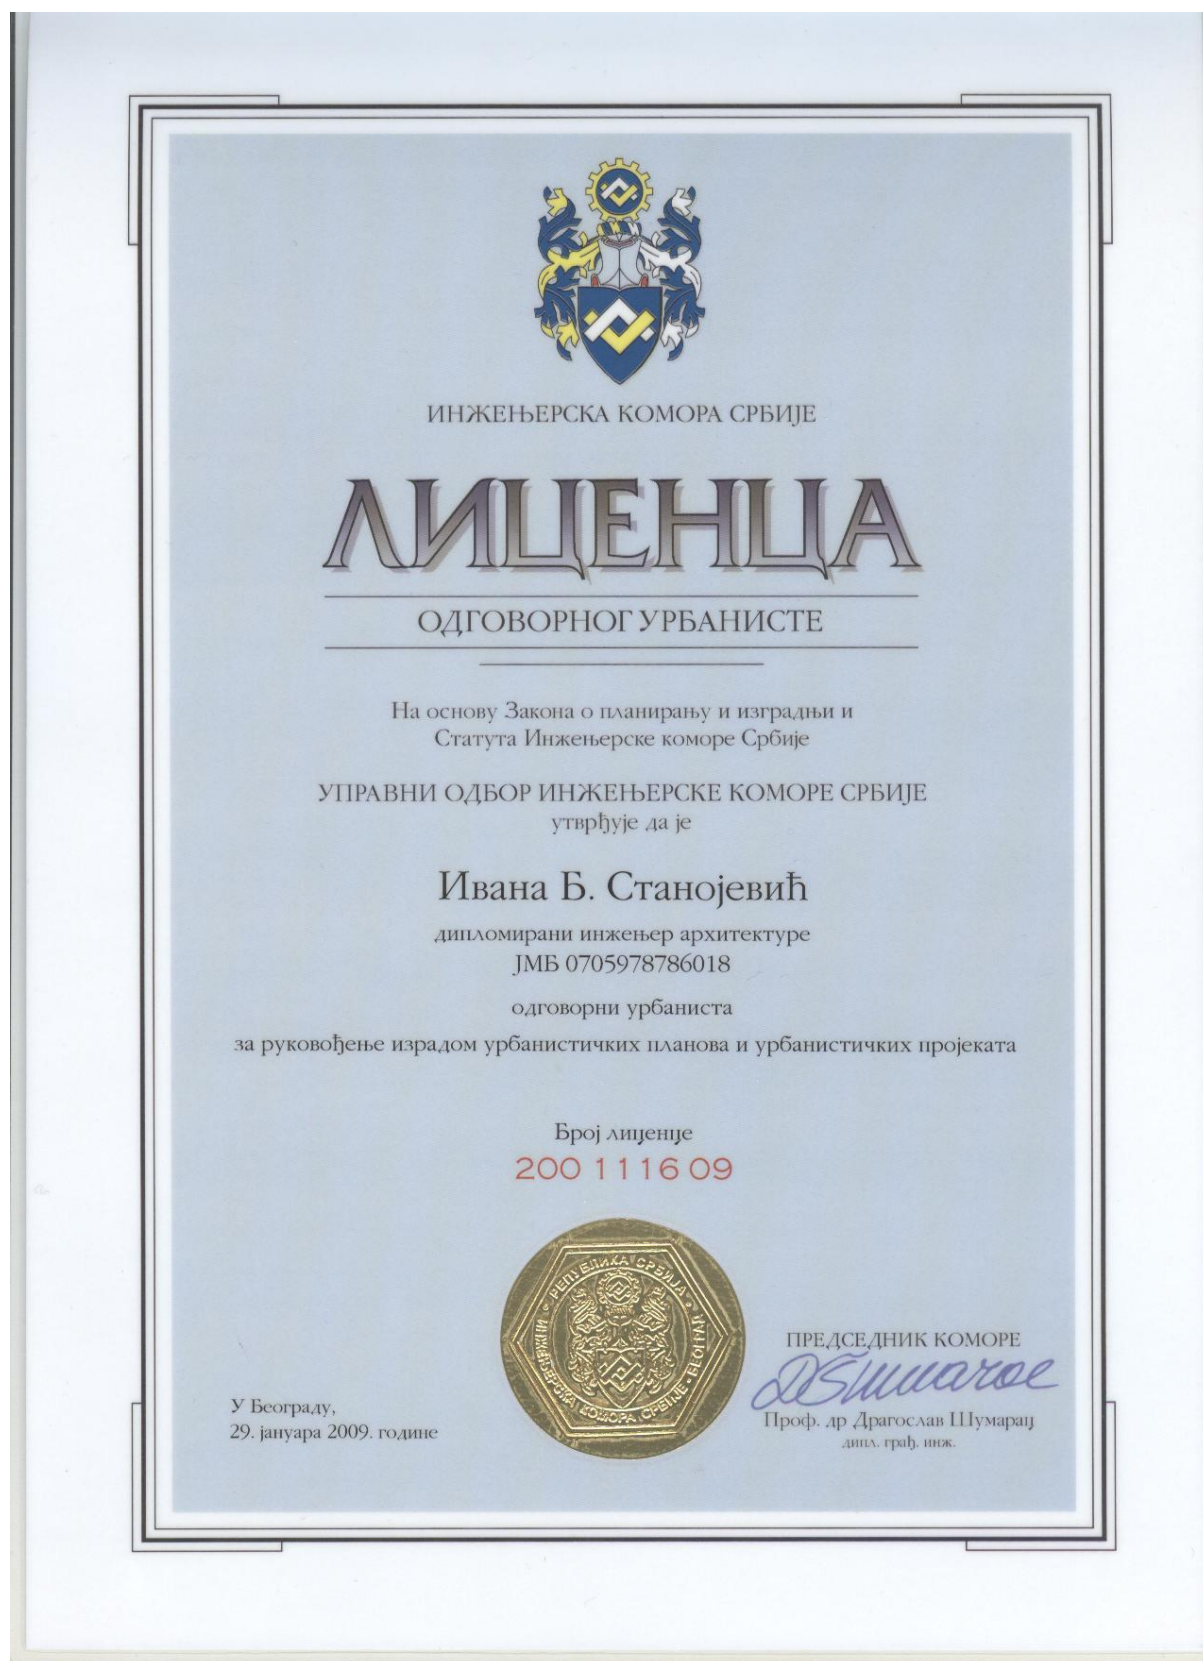 ИНЖЕЊЕРСКА КОМОРА СРБИЈЕ
ЛИЦЕНЦА
ОДГОВОРНОГ УРБАНИСТЕ
На основу Закона о планирању и изградњи и
Статута Инжењерске коморе Србије
УПРАВНИ ОДБОР ИНЖЕЊЕРСКЕ КОМОРЕ СРБИЈЕ
утврђује да је
Ивана Б. Станојевић
дипломирани инжењер архитектуре
ЈМБ 0705978786018
одговорни урбаниста
за руковођење израдом урбанистичких планова и урбанистичких пројеката
Број лиценце
200 1116 09
РЕПУБЛИКА СРБИЈА
ИНЖЕЊЕРСКА КОМОРА СРБИЈЕ · БЕОГРАД
ПРЕДСЕДНИК КОМОРЕ
Проф. др Драгослав Шумарац
дипл. грађ. инж.
У Београду,
29. јануара 2009. године